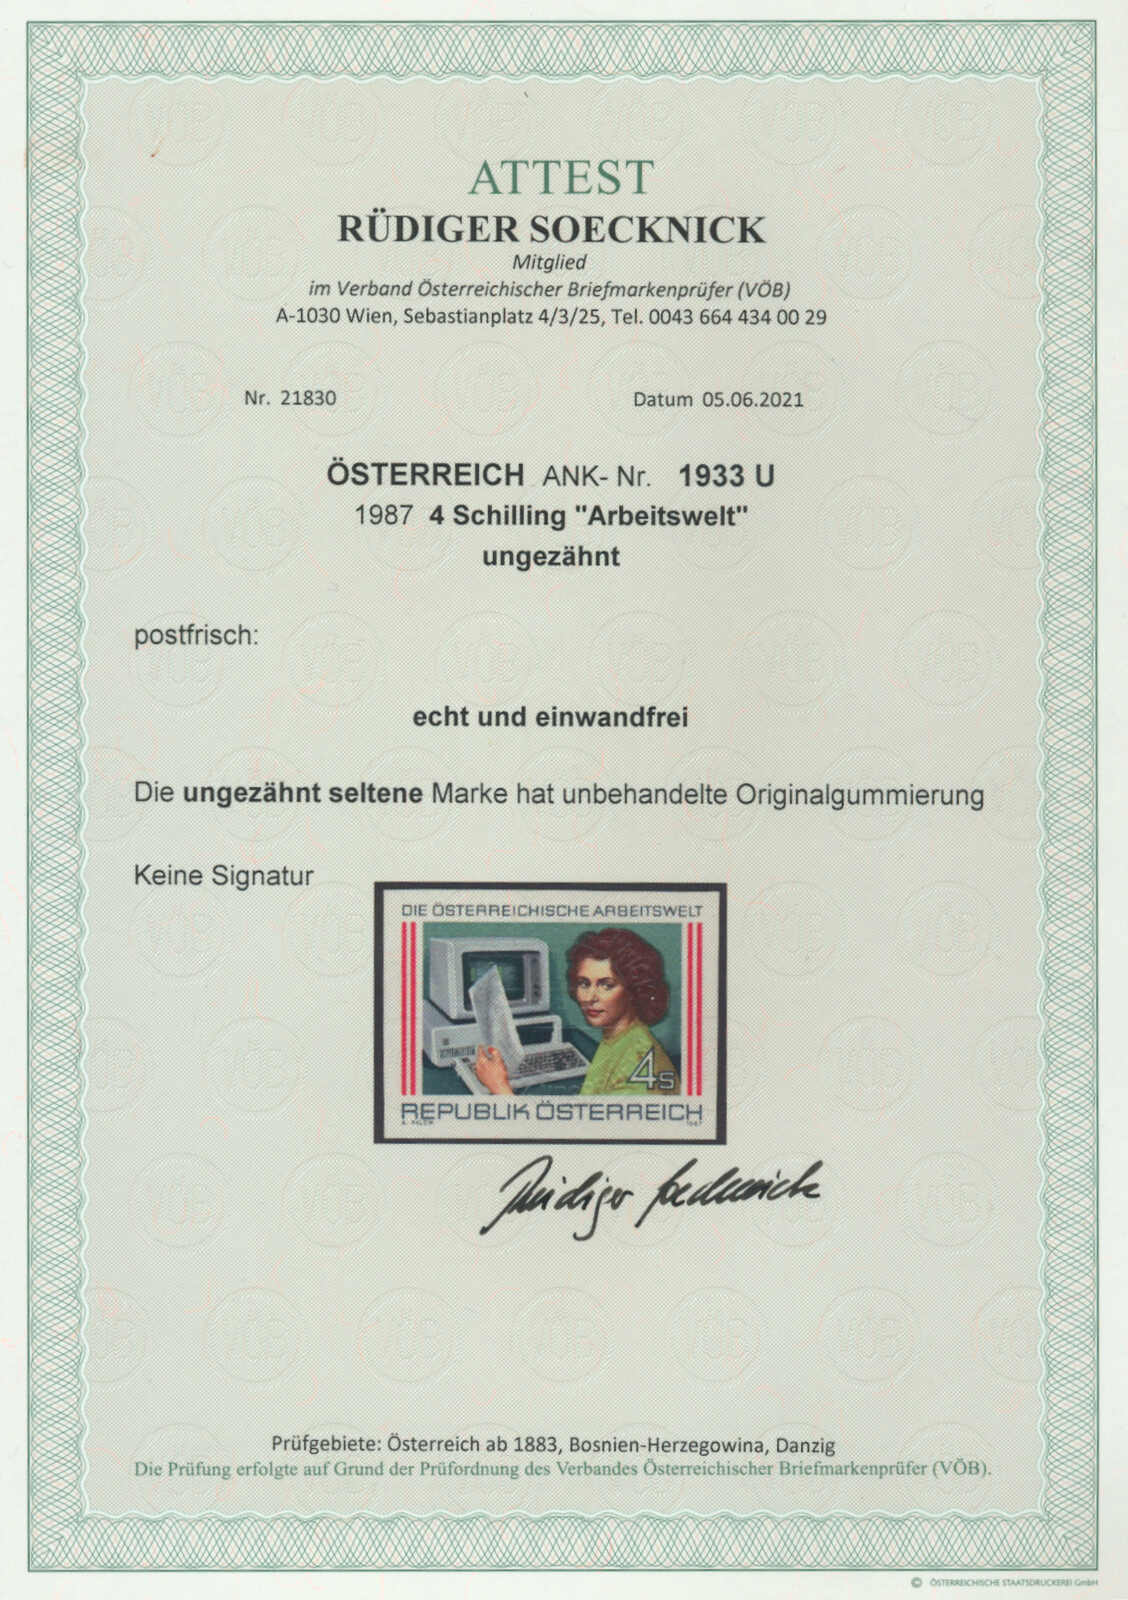 ATTEST
RÜDIGER SOECKNICK
Mitglied
im Verband Österreichischer Briefmarkenprüfer (VÖB)
A-1030 Wien, Sebastianplatz 4/3/25, Tel. 0043 664 434 00 29
Nr. 21830 Datum 05.06.2021
ÖSTERREICH ANK- Nr. 1933 U
1987 4 Schilling "Arbeitswelt"
ungezähnt
postfrisch:
echt und einwandfrei
Die ungezähnt seltene Marke hat unbehandelte Originalgummierung
Keine Signatur
DIE ÖSTERREICHISCHE ARBEITSWELT
4s
REPUBLIK ÖSTERREICH
1987
Rüdiger Soecknick
Prüfgebiete: Österreich ab 1883, Bosnien-Herzegowina, Danzig
Die Prüfung erfolgte auf Grund der Prüfordnung des Verbandes Österreichischer Briefmarkenprüfer (VÖB).
© ÖSTERREICHISCHE STAATSDRUCKEREI GmbH